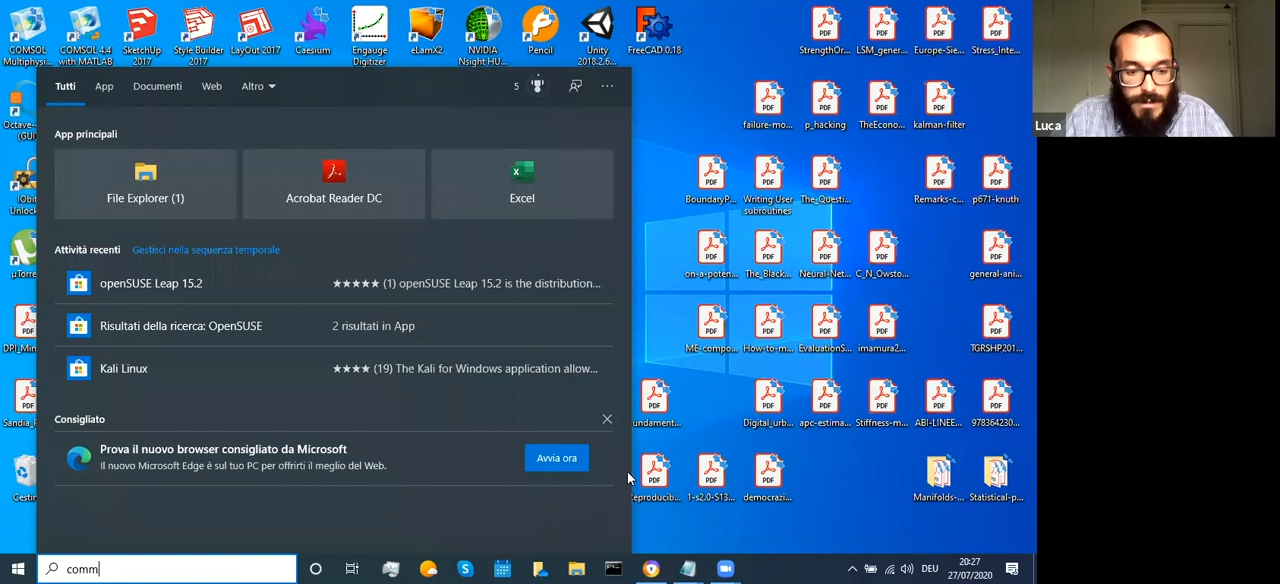 COMSOL Multiphysi...
COMSOL 4.4 with MATLAB
SketchUp 2017
Style Builder 2017
LayOut 2017
Caesium
Engauge Digitizer
eLamX2
NVIDIA Nsight HU...
Pencil
Unity 2018.2.6...
FreeCAD 0.18
StrengthOr...
LSM_gener...
Europe-Sie...
Stress_Inte...
Luca
Tutti
App
Documenti
Web
Altro
5
Octave-
(GUI
App principali
failure-mo...
p_hacking
TheEcono...
kalman-filter
File Explorer (1)
Acrobat Reader DC
Excel
IObit
Unlock
BoundaryP...
Writing User subroutines
The_Questi...
Remarks-c...
p671-knuth
Attività recenti
Gestisci nella sequenza temporale
µTorre
openSUSE Leap 15.2
(1) openSUSE Leap 15.2 is the distribution...
on-a-poten...
The_Black...
Neural-Net...
C_N_Owsto...
general-ani...
Risultati della ricerca: OpenSUSE
2 risultati in App
DPI_Min
ME-compo...
How-to-m...
EvaluationS...
imamura2...
TGRSHP201...
Kali Linux
(19) The Kali for Windows application allow...
Sandia_R
undament...
Digital_urb...
apc-estima...
Stiffness-m...
ABI-LINEE...
978364230...
Consigliato
Prova il nuovo browser consigliato da Microsoft
Il nuovo Microsoft Edge è sul tuo PC per offrirti il meglio del Web.
Avvia ora
Cestin
eproducib...
1-s2.0-S13...
democrazi...
Manifolds-...
Statistical-p...
comm
DEU
20:27
27/07/2020